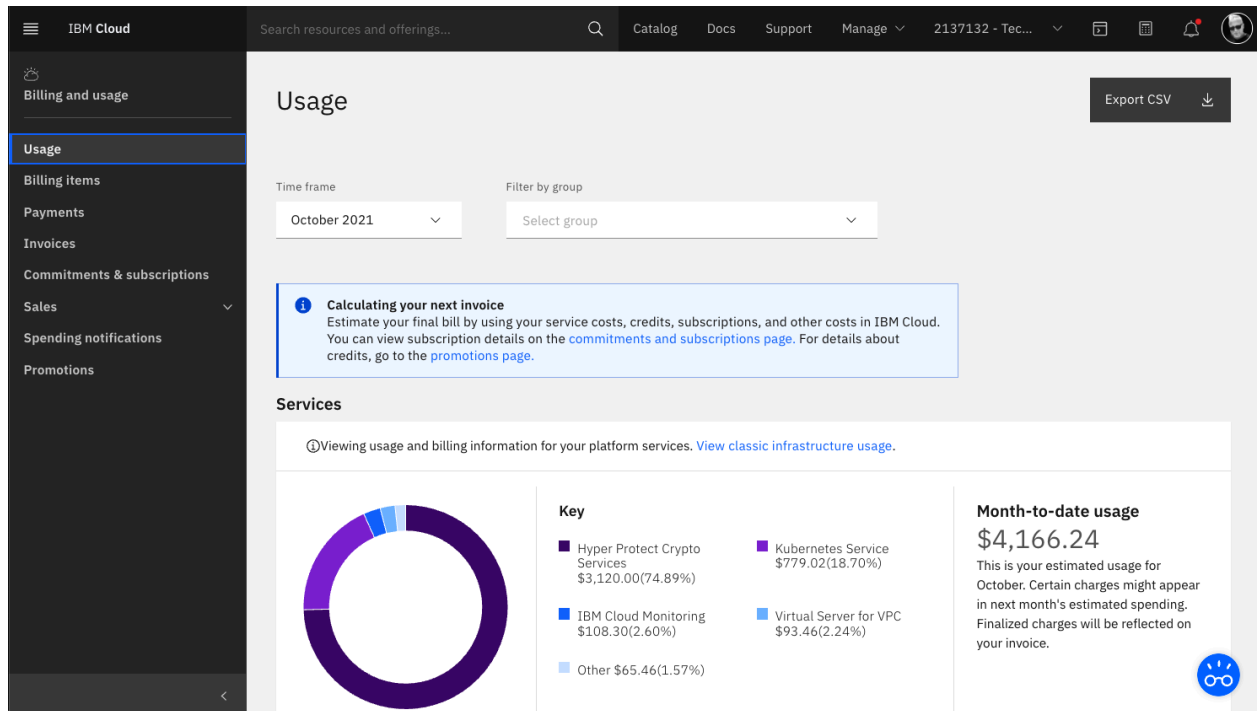 IBM Cloud
Search resources and offerings...
Catalog
Docs
Support
Manage
2137132 - Tec...
Billing and usage
Usage
Billing items
Payments
Invoices
Commitments & subscriptions
Sales
Spending notifications
Promotions
Usage
Export CSV
Time frame
Filter by group
October 2021
Select group
Calculating your next invoice
Estimate your final bill by using your service costs, credits, subscriptions, and other costs in IBM Cloud.
You can view subscription details on the commitments and subscriptions page. For details about
credits, go to the promotions page.
Services
Viewing usage and billing information for your platform services. View classic infrastructure usage.
Key
Hyper Protect Crypto
Services
$3,120.00(74.89%)
Kubernetes Service
$779.02(18.70%)
IBM Cloud Monitoring
$108.30(2.60%)
Virtual Server for VPC
$93.46(2.24%)
Other $65.46(1.57%)
Month-to-date usage
$4,166.24
This is your estimated usage for
October. Certain charges might appear
in next month's estimated spending.
Finalized charges will be reflected on
your invoice.